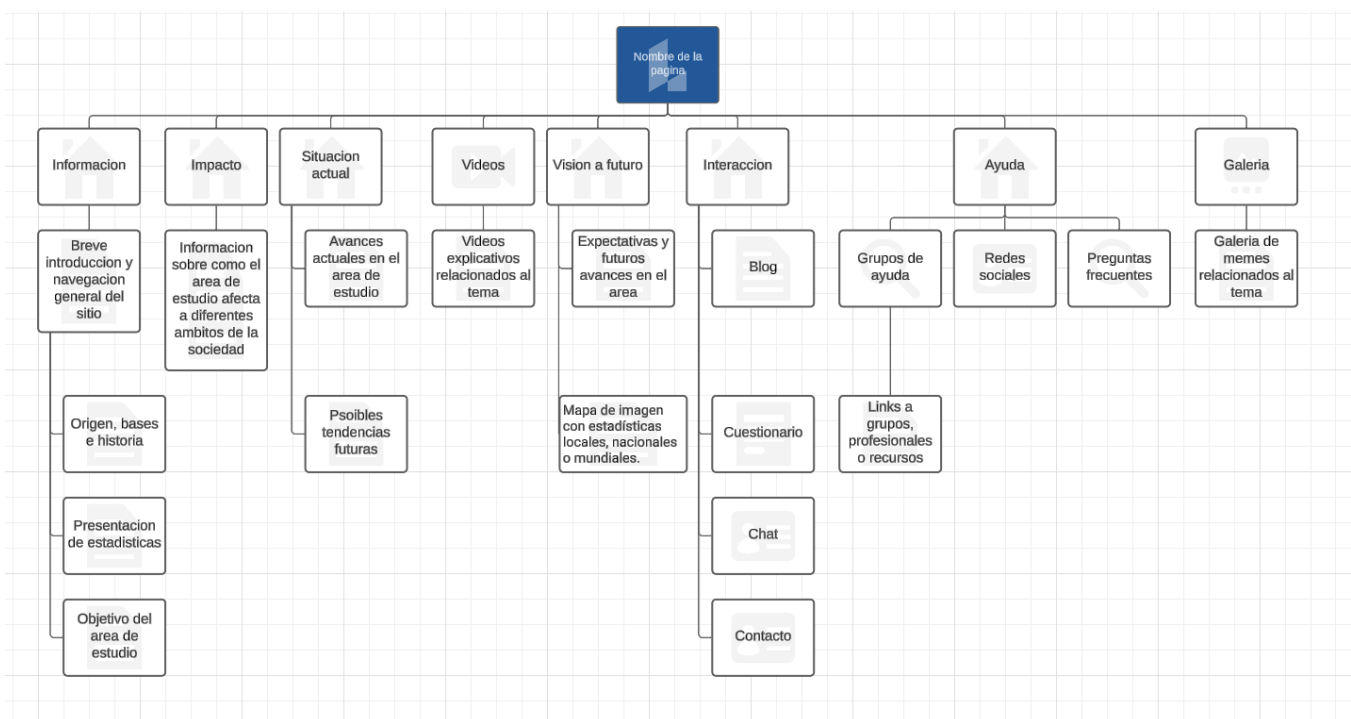 Nombre de la
pagina
Informacion
Impacto
Situacion
actual
Videos
Vision a futuro
Interaccion
Ayuda
Galeria
Breve
introduccion y
navegacion
general del
sitio
Informacion
sobre como el
area de
estudio afecta
a diferentes
ambitos de la
sociedad
Avances
actuales en el
area de
estudio
Videos
explicativos
relacionados al
tema
Expectativas y
futuros
avances en el
area
Blog
Grupos de
ayuda
Redes
sociales
Preguntas
frecuentes
Galeria de
memes
relacionados al
tema
Origen, bases
e historia
Psoibles
tendencias
futuras
Mapa de imagen
con estadísticas
locales, nacionales
o mundiales.
Cuestionario
Links a
grupos,
profesionales
o recursos
Presentacion
de estadisticas
Chat
Objetivo del
area de
estudio
Contacto